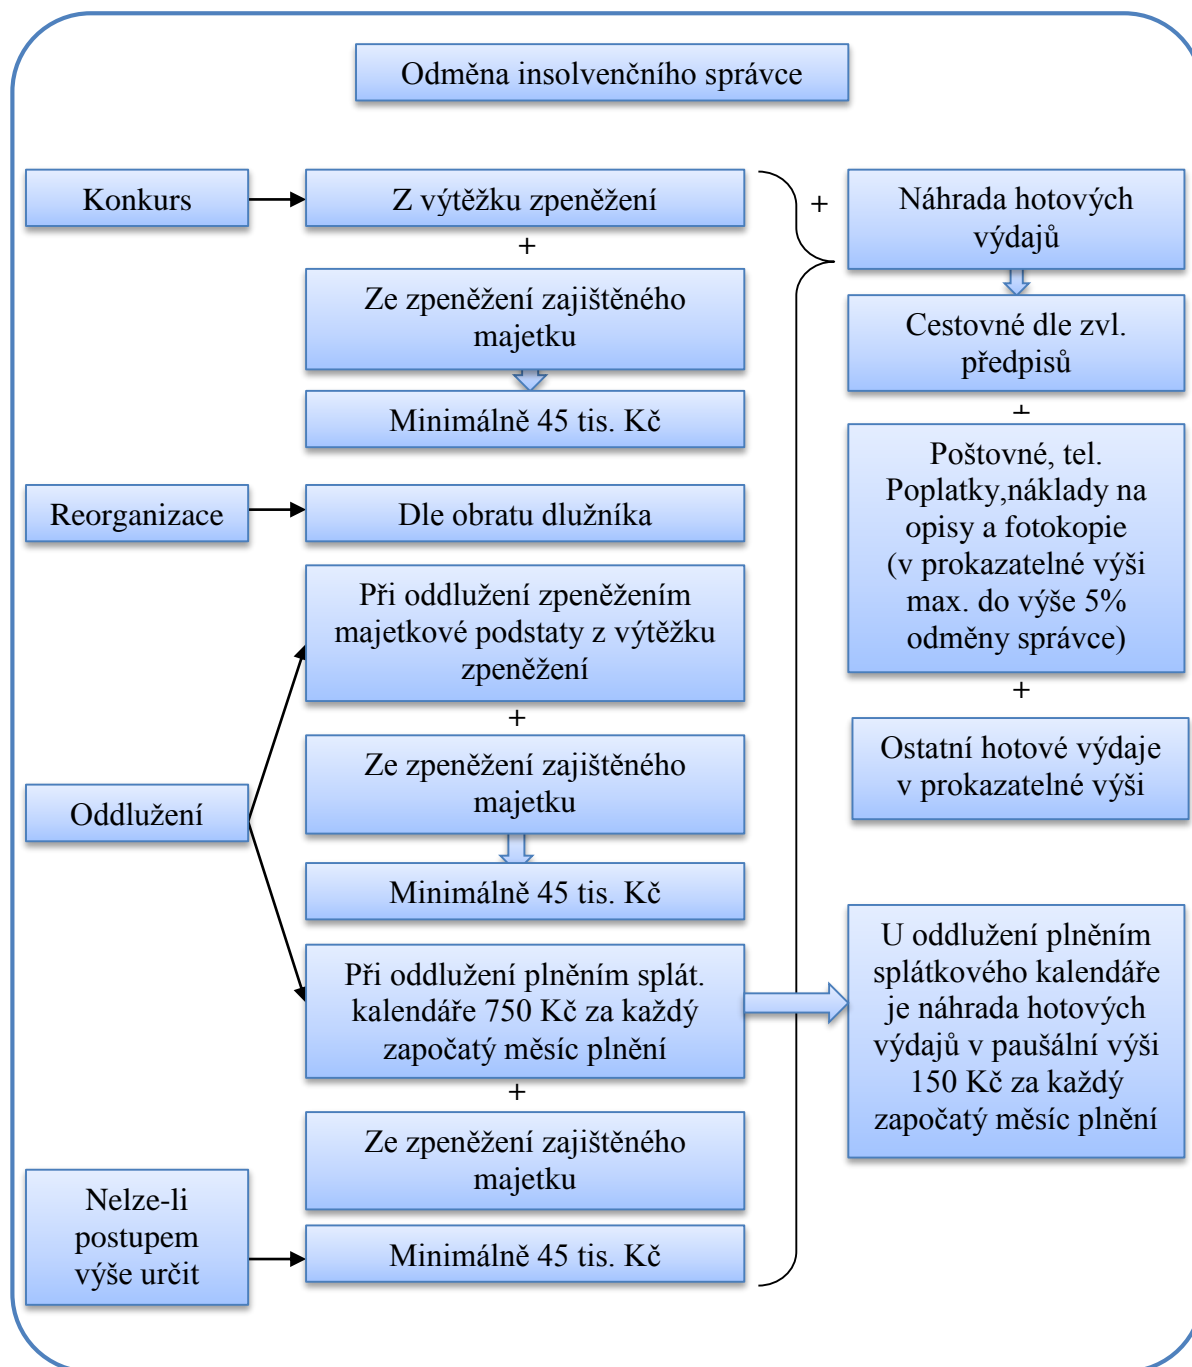 Odměna insolvenčního správce
Konkurs
Z výtěžku zpeněžení
+
Ze zpeněžení zajištěného
majetku
Minimálně 45 tis. Kč
Reorganizace
Dle obratu dlužníka
Oddlužení
Při oddlužení zpeněžením
majetkové podstaty z výtěžku
zpeněžení
+
Ze zpeněžení zajištěného
majetku
Minimálně 45 tis. Kč
Při oddlužení plněním splát.
kalendáře 750 Kč za každý
započatý měsíc plnění
+
Ze zpeněžení zajištěného
majetku
Nelze-li
postupem
výše určit
Minimálně 45 tis. Kč
+
Náhrada hotových
výdajů
Cestovné dle zvl.
předpisů
+
Poštovné, tel.
Poplatky,náklady na
opisy a fotokopie
(v prokazatelné výši
max. do výše 5%
odměny správce)
+
Ostatní hotové výdaje
v prokazatelné výši
U oddlužení plněním
splátkového kalendáře
je náhrada hotových
výdajů v paušální výši
150 Kč za každý
započatý měsíc plnění